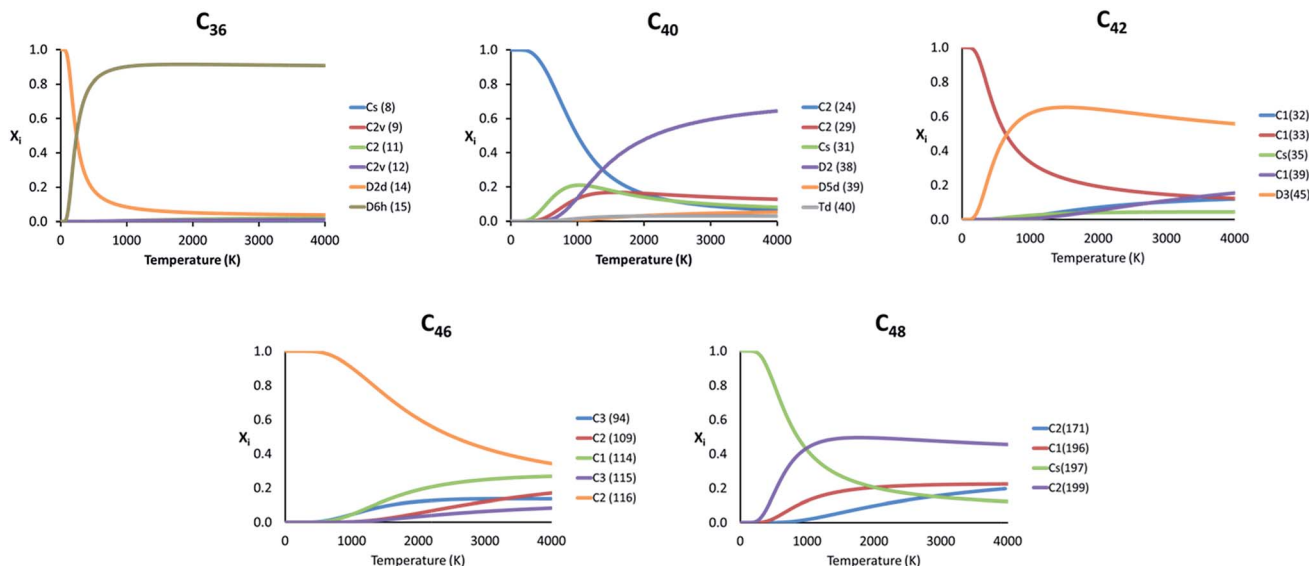 C36
1.0
0.8
0.6
Xi
0.4
0.2
0.0
0 1000 2000 3000 4000
Temperature (K)
Cs (8)
C2v (9)
C2 (11)
C2v (12)
D2d (14)
D6h (15)
C40
1.0
0.8
0.6
Xi
0.4
0.2
0.0
0 1000 2000 3000 4000
Temperature (K)
C2 (24)
C2 (29)
Cs (31)
D2 (38)
D5d (39)
Td (40)
C42
1.0
0.8
0.6
Xi
0.4
0.2
0.0
0 1000 2000 3000 4000
Temperature (K)
C1(32)
C1(33)
Cs(35)
C1(39)
D3(45)
C46
1.0
0.8
0.6
Xi
0.4
0.2
0.0
0 1000 2000 3000 4000
Temperature (K)
C3 (94)
C2 (109)
C1 (114)
C3 (115)
C2 (116)
C48
1.0
0.8
0.6
Xi
0.4
0.2
0.0
0 1000 2000 3000 4000
Temperature (K)
C2(171)
C1(196)
Cs(197)
C2(199)